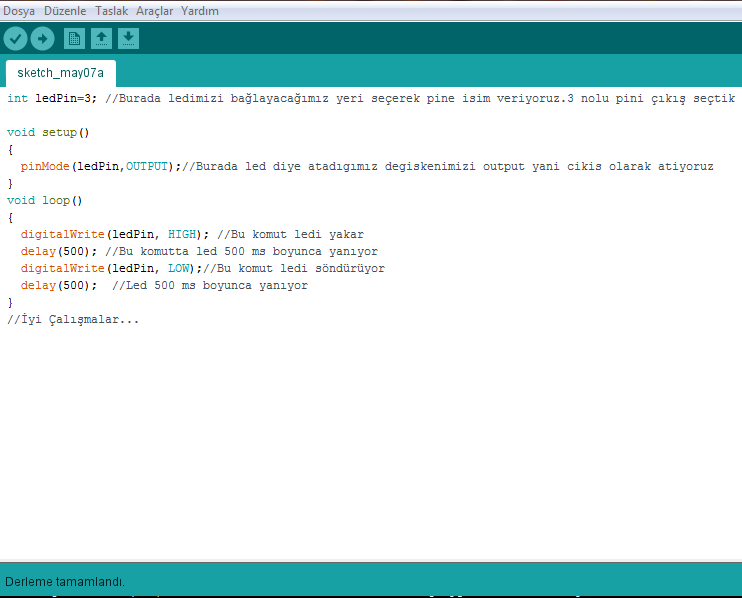 Dosya Düzenle Taslak Araçlar Yardım
sketch_may07a
int ledPin=3; //Burada ledimizi bağlayacağımız yeri seçerek pine isim veriyoruz.3 nolu pini çıkış seçtik
void setup()
{
pinMode(ledPin,OUTPUT);//Burada led diye atadıgımız degiskenimizi output yani cikis olarak atiyoruz
}
void loop()
{
digitalWrite(ledPin, HIGH); //Bu komut ledi yakar
delay(500); //Bu komutta led 500 ms boyunca yanıyor
digitalWrite(ledPin, LOW);//Bu komut ledi söndürüyor
delay(500);  //Led 500 ms boyunca yanıyor
}
//İyi Çalışmalar...
Derleme tamamlandı.